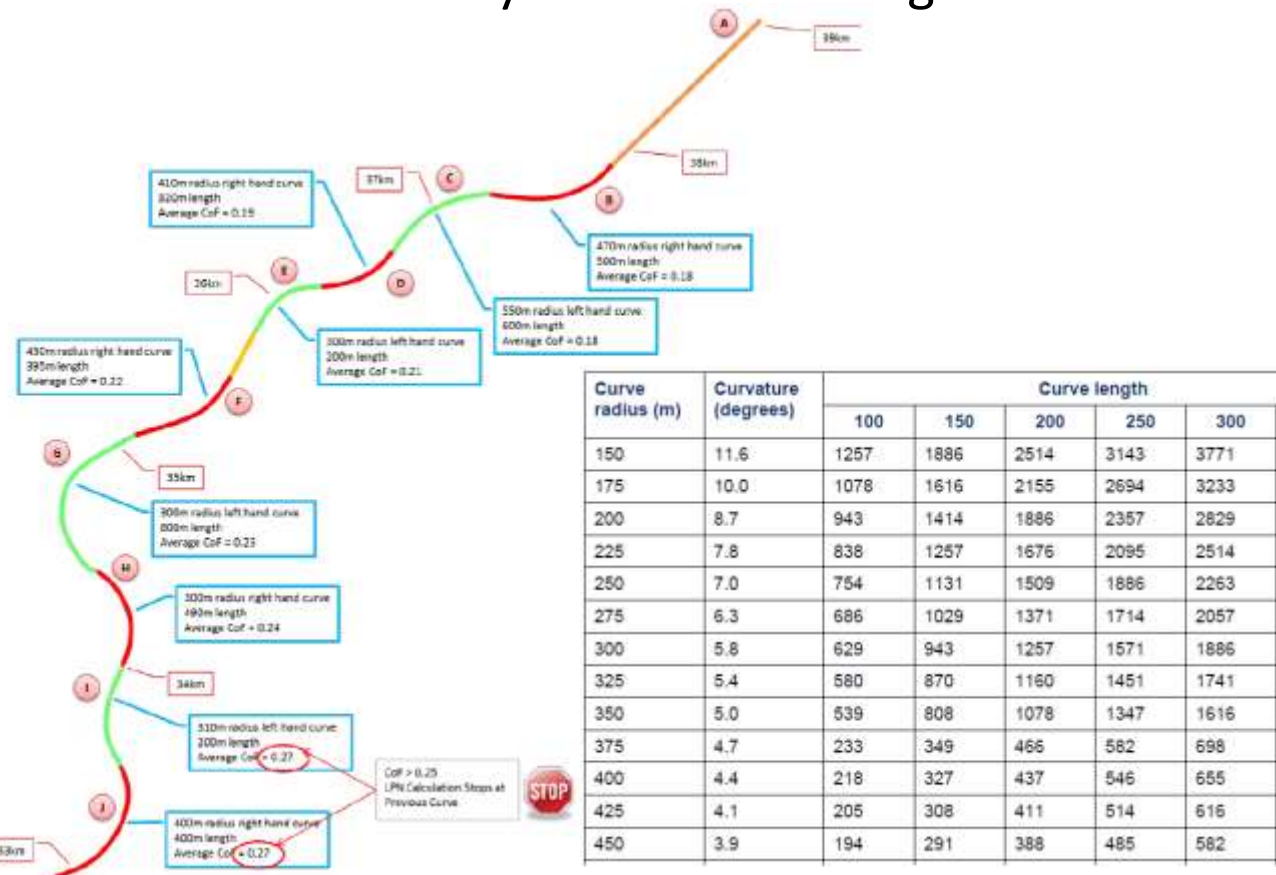 A
39km
38km
B
470m radius right hand curve
500m length
Average CoF = 0.18
37km
C
550m radius left hand curve
600m length
Average CoF = 0.18
410m radius right hand curve
320m length
Average CoF = 0.19
D
E
36km
300m radius left hand curve
200m length
Average CoF = 0.21
430m radius right hand curve
395m length
Average CoF = 0.22
F
G
35km
300m radius left hand curve
800m length
Average CoF = 0.23
H
300m radius right hand curve
490m length
Average CoF = 0.24
34km
I
310m radius left hand curve
200m length
Average CoF = 0.27
CoF > 0.25
LPN Calculation Stops at
Previous Curve
STOP
J
400m radius right hand curve
400m length
Average CoF = 0.27
33km
Curve radius (m) Curvature (degrees) Curve length
100 150 200 250 300
150 11.6 1257 1886 2514 3143 3771
175 10.0 1078 1616 2155 2694 3233
200 8.7 943 1414 1886 2357 2829
225 7.8 838 1257 1676 2095 2514
250 7.0 754 1131 1509 1886 2263
275 6.3 686 1029 1371 1714 2057
300 5.8 629 943 1257 1571 1886
325 5.4 580 870 1160 1451 1741
350 5.0 539 808 1078 1347 1616
375 4.7 233 349 466 582 698
400 4.4 218 327 437 546 655
425 4.1 205 308 411 514 616
450 3.9 194 291 388 485 582